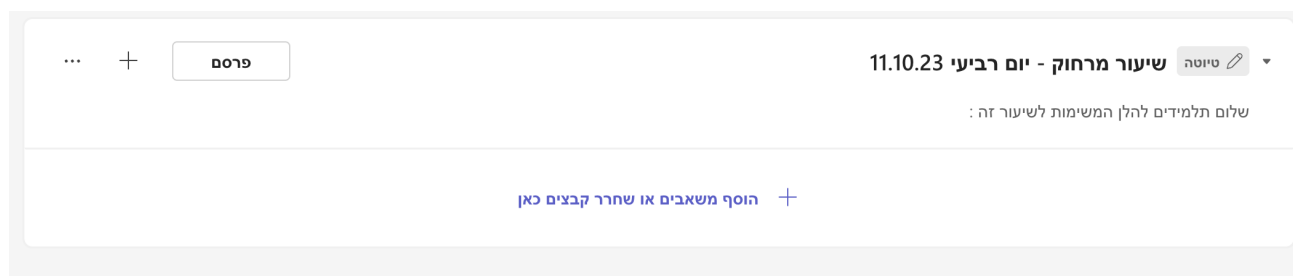 טיוטה שיעור מרחוק - יום רביעי 11.10.23 פרסם
שלום תלמידים להלן המשימות לשיעור זה :
הוסף משאבים או שחרר קבצים כאן